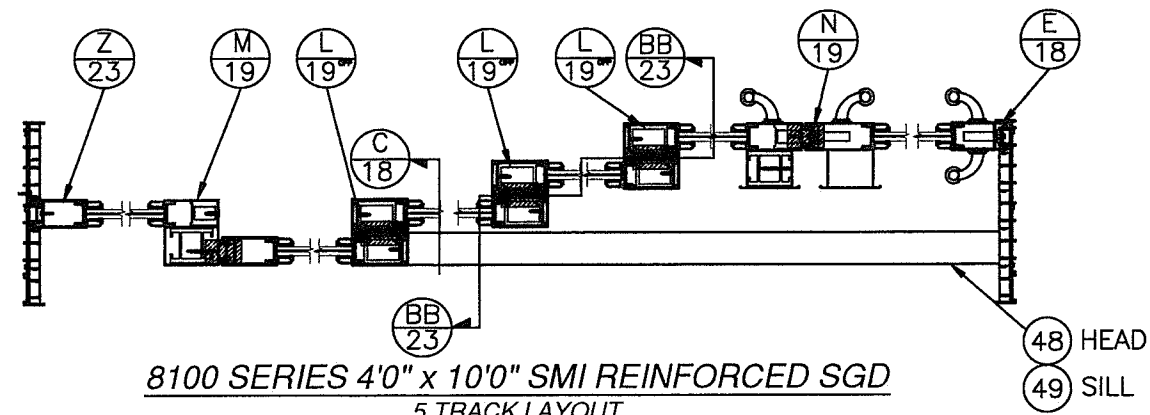 Z
23
M
19
L
19
L
19
L
19
BB
23
N
19
E
18
C
18
BB
23
48 HEAD
49 SILL
8100 SERIES 4'0" x 10'0" SMI REINFORCED SGD
5 TRACK LAYOUT